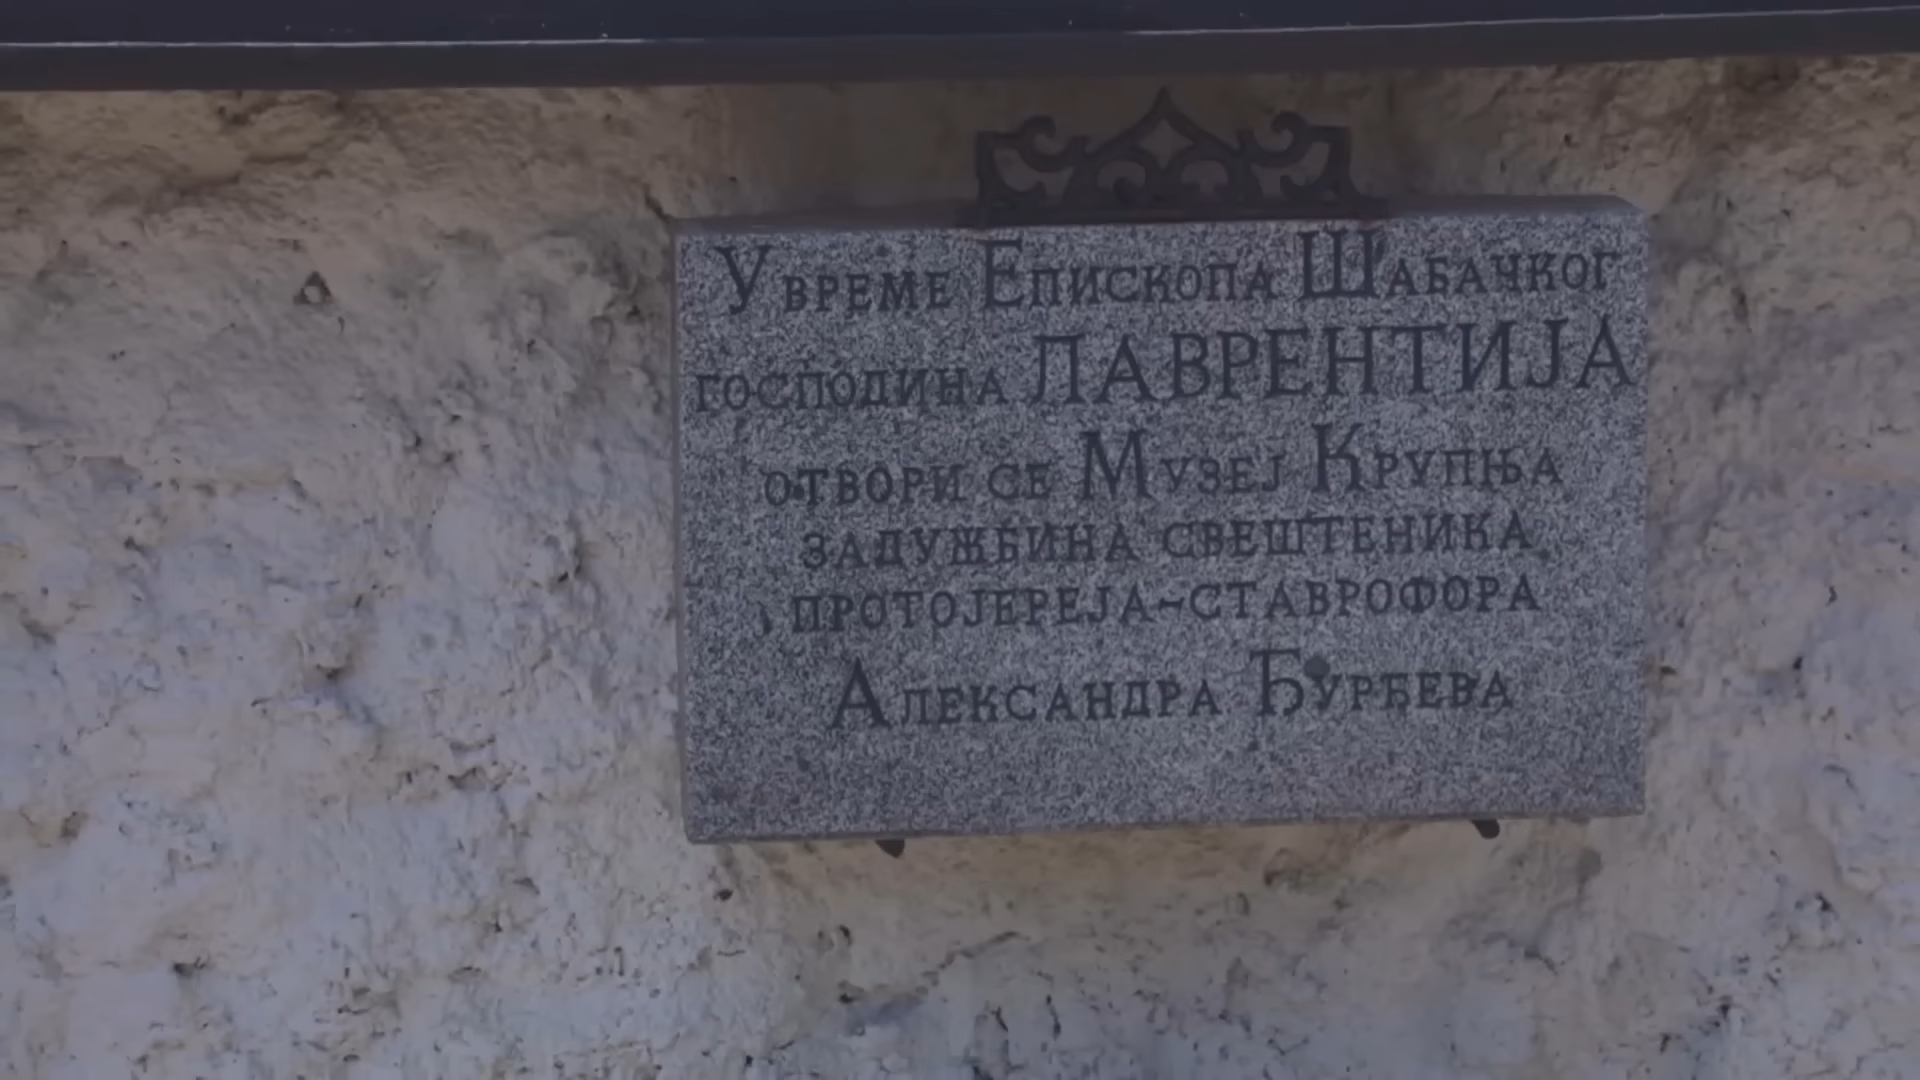 У ВРЕМЕ ЕПИСКОПА ШАБАЧКОГ
ГОСПОДИНА ЛАВРЕНТИЈА
ОТВОРИ СЕ МУЗЕЈ КРУПЊА
ЗАДУЖБИНА СВЕШТЕНИКА
ПРОТОЈЕРЕЈА-СТАВРОФОРА
АЛЕКСАНДРА ЂУРЂЕВА